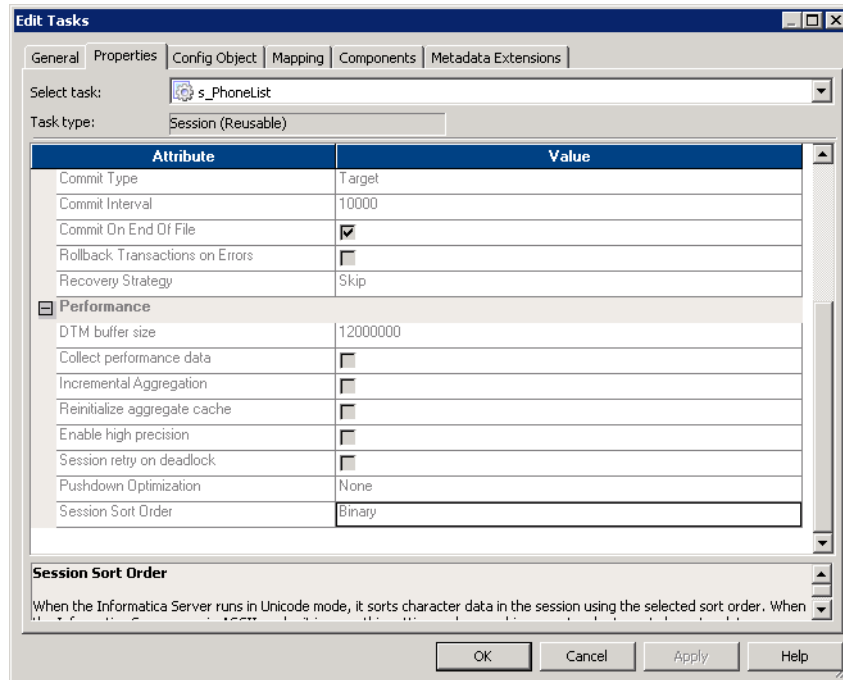 Edit Tasks
General Properties Config Object Mapping Components Metadata Extensions
Select task: s_PhoneList
Task type: Session (Reusable)
Attribute Value
Commit Type Target
Commit Interval 10000
Commit On End Of File
Rollback Transactions on Errors
Recovery Strategy Skip
Performance
DTM buffer size 12000000
Collect performance data
Incremental Aggregation
Reinitialize aggregate cache
Enable high precision
Session retry on deadlock
Pushdown Optimization None
Session Sort Order Binary
Session Sort Order
When the Informatica Server runs in Unicode mode, it sorts character data in the session using the selected sort order. When
OK Cancel Apply Help